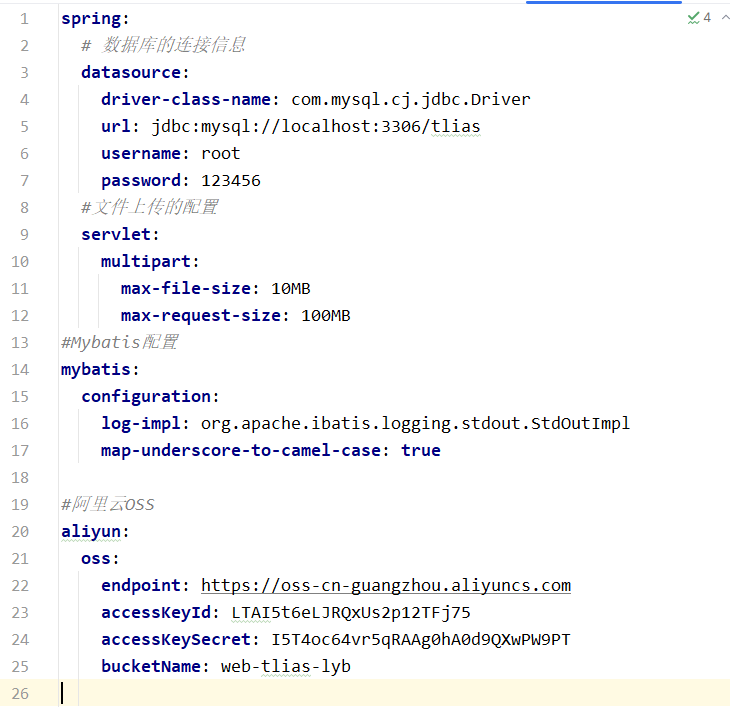 4
1 spring:
2 # 数据库的连接信息
3 datasource:
4 driver-class-name: com.mysql.cj.jdbc.Driver
5 url: jdbc:mysql://localhost:3306/tlias
6 username: root
7 password: 123456
8 #文件上传的配置
9 servlet:
10 multipart:
11 max-file-size: 10MB
12 max-request-size: 100MB
13 #Mybatis配置
14 mybatis:
15 configuration:
16 log-impl: org.apache.ibatis.logging.stdout.StdOutImpl
17 map-underscore-to-camel-case: true
18
19 #阿里云OSS
20 aliyun:
21 oss:
22 endpoint: https://oss-cn-guangzhou.aliyuncs.com
23 accessKeyId: LTAI5t6eLJRQxUs2p12TFj75
24 accessKeySecret: I5T4oc64vr5qRAAg0hA0d9QXwPW9PT
25 bucketName: web-tlias-lyb
26